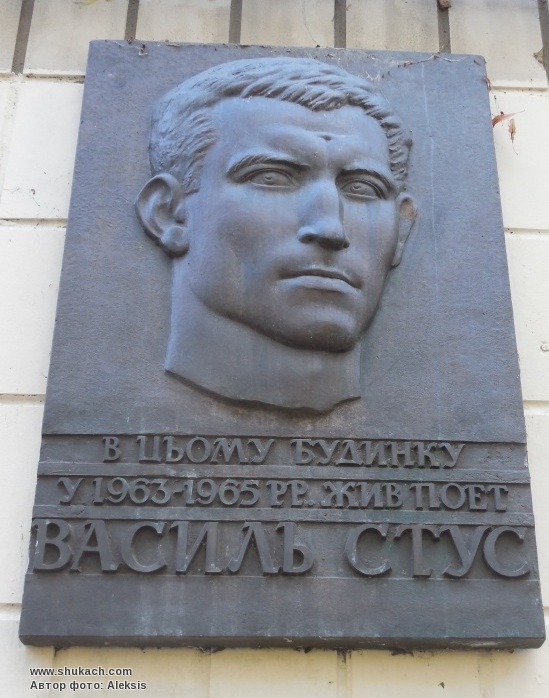 В ЦЬОМУ БУДИНКУ
У 1963-1965 РР. ЖИВ ПОЕТ
ВАСИЛЬ СТУС
www.shukach.com
Автор фото: Aleksis